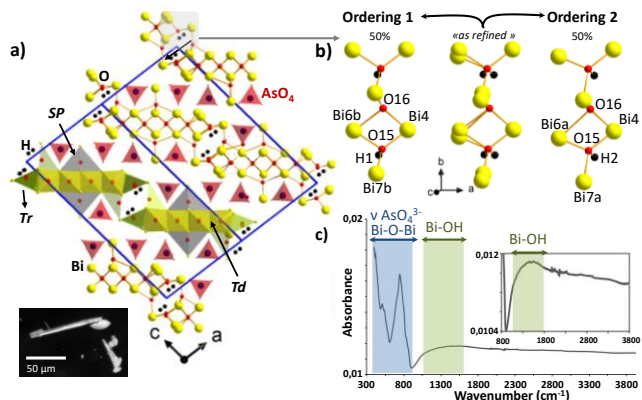 a)
O
AsO4
SP
H
Tr
Bi
Td
c
a
50 µm
b)
Ordering 1
«as refined »
Ordering 2
50%
50%
O16
O16
Bi6b
Bi4
Bi6a
Bi4
O15
O15
H1
H2
Bi7b
Bi7a
b
c
a
c)
ν AsO₄³⁻
Bi-O-Bi
Bi-OH
Bi-OH
0,02
0,01
Absorbance
0,012
0,0104
800
1800
2800
3800
300
800
1300
1800
2300
2800
3300
3800
Wavenumber (cm⁻¹)